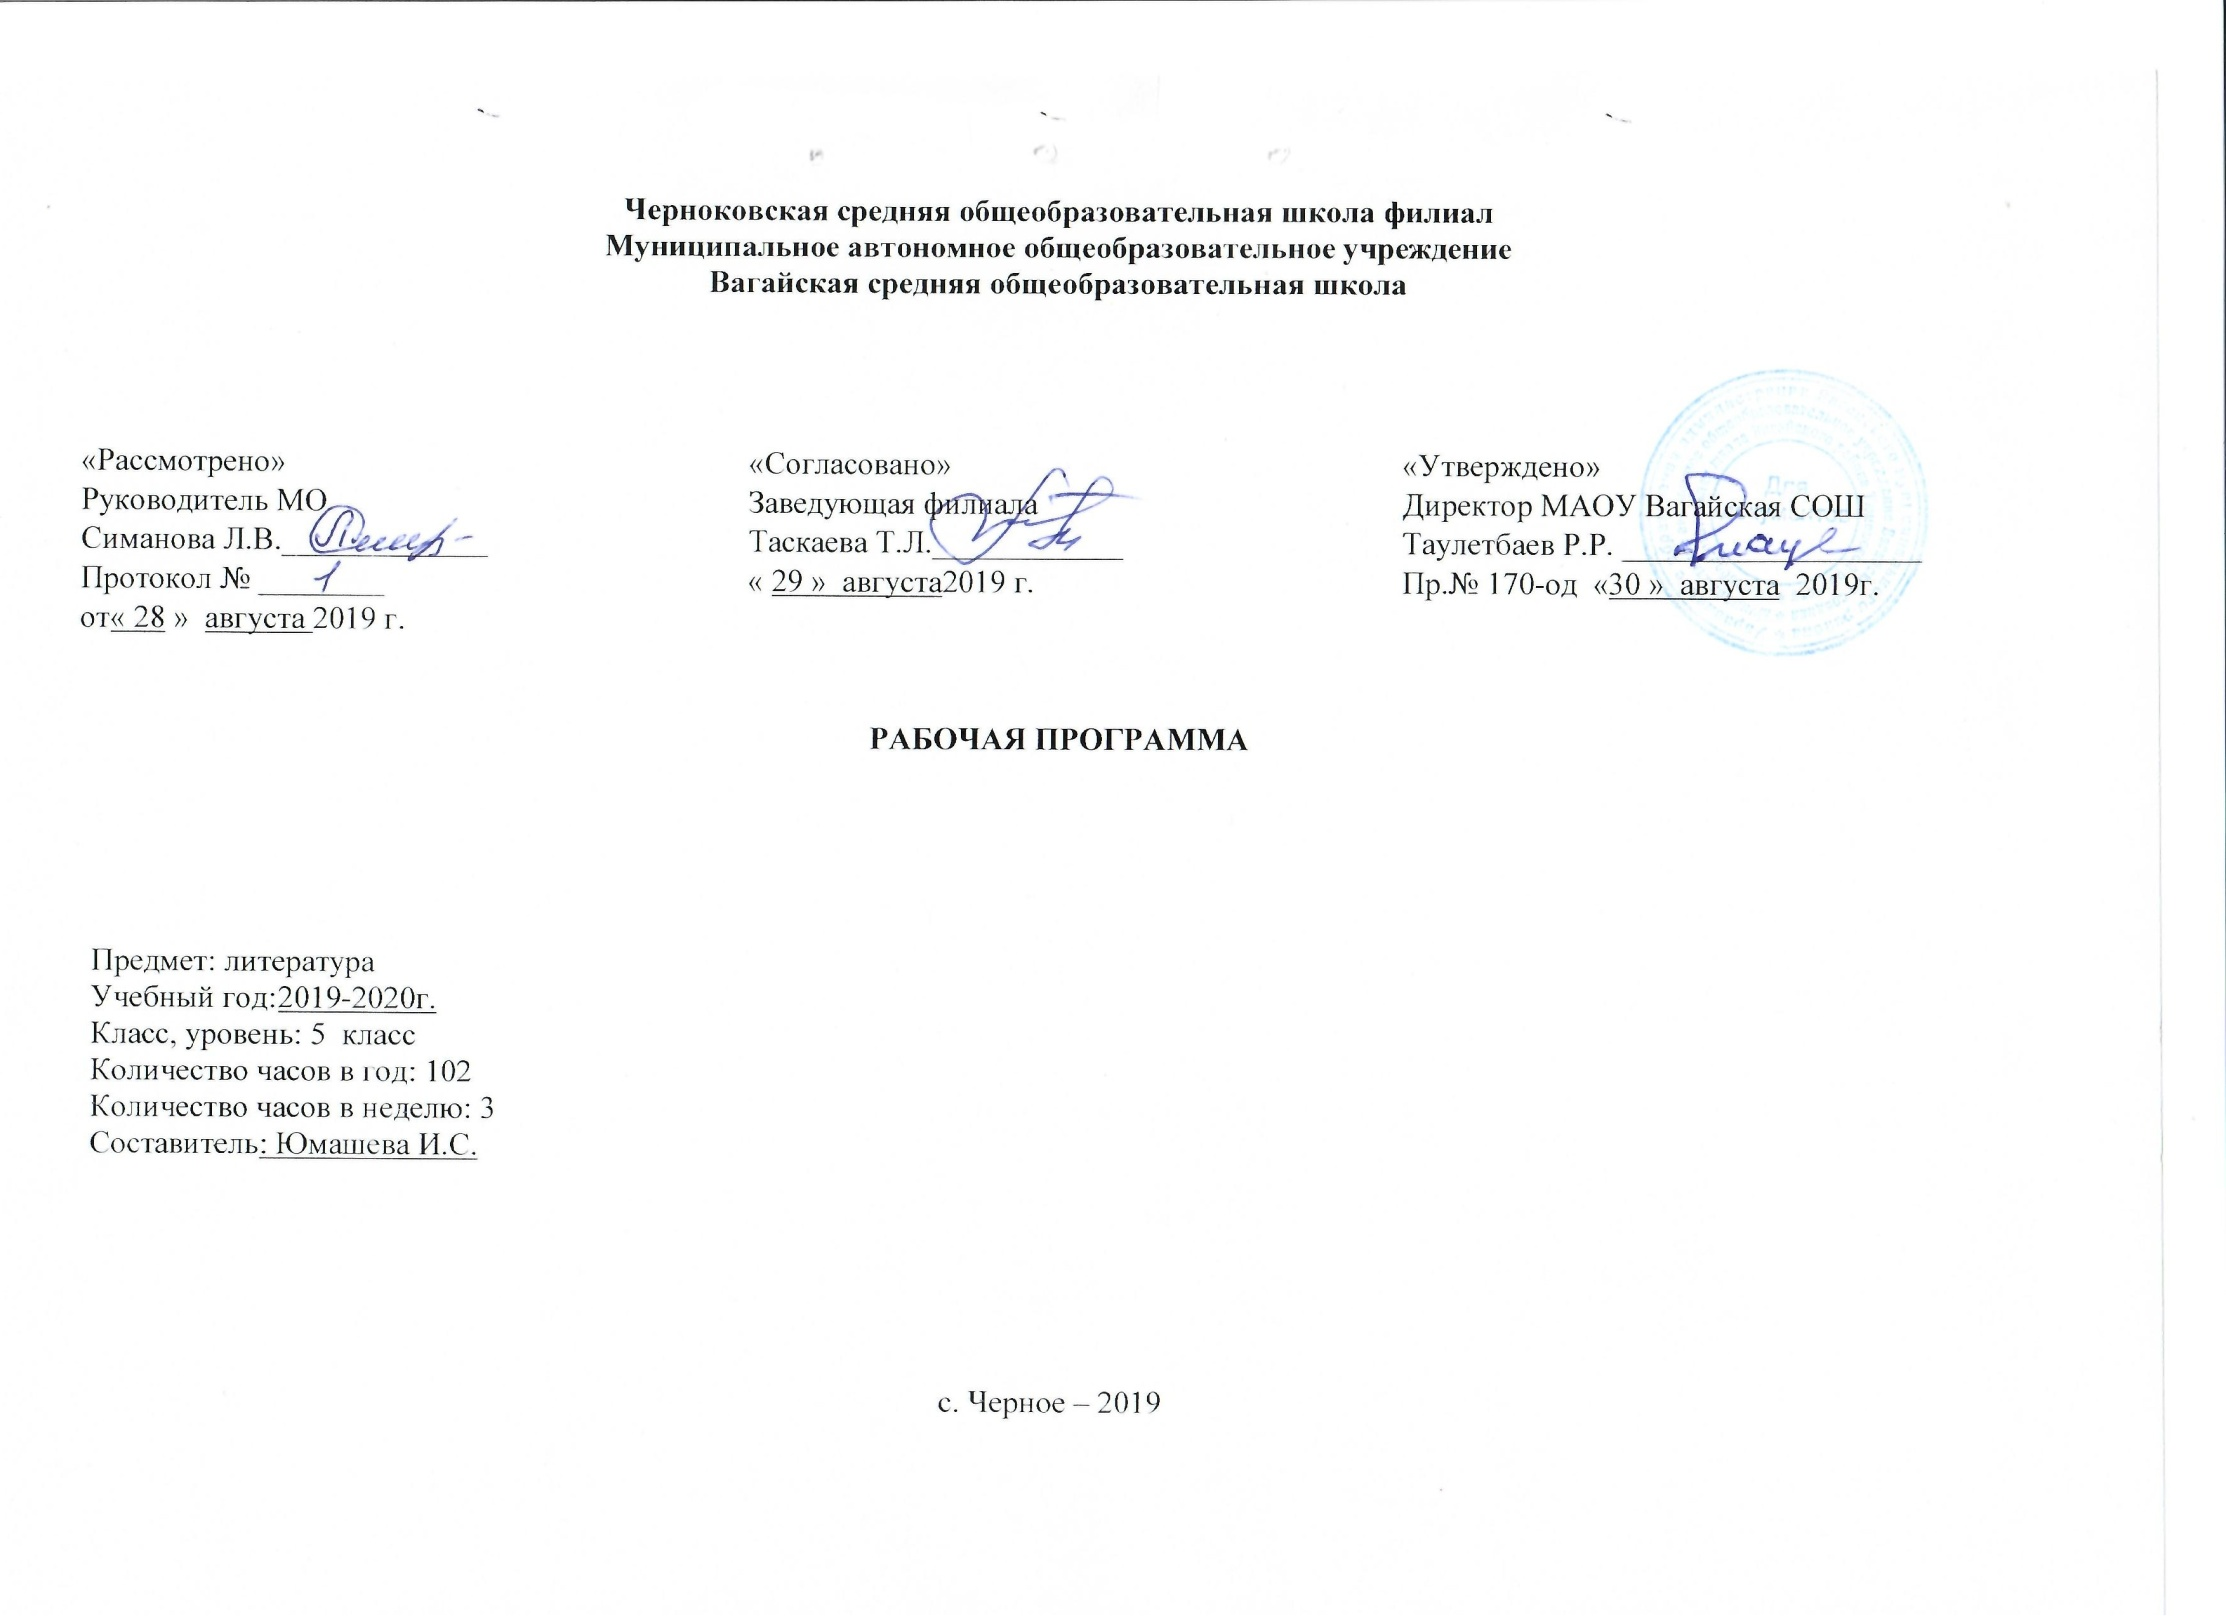 Черноковская средняя общеобразовательная школа филиал
Муниципальное автономное общеобразовательное учреждение
Вагайская средняя общеобразовательная школа
«Рассмотрено»
Руководитель МО
Симанова Л.В.
Протокол № 1
от« 28 » августа 2019 г.
«Согласовано»
Заведующая филиала
Таскаева Т.Л.
« 29 » августа2019 г.
«Утверждено»
Директор МАОУ Вагайская СОШ
Таулетбаев Р.Р.
Пр.№ 170-од «30 » августа 2019г.
РАБОЧАЯ ПРОГРАММА
Предмет: литература
Учебный год:2019-2020г.
Класс, уровень: 5 класс
Количество часов в год: 102
Количество часов в неделю: 3
Составитель: Юмашева И.С.
с. Черное – 2019